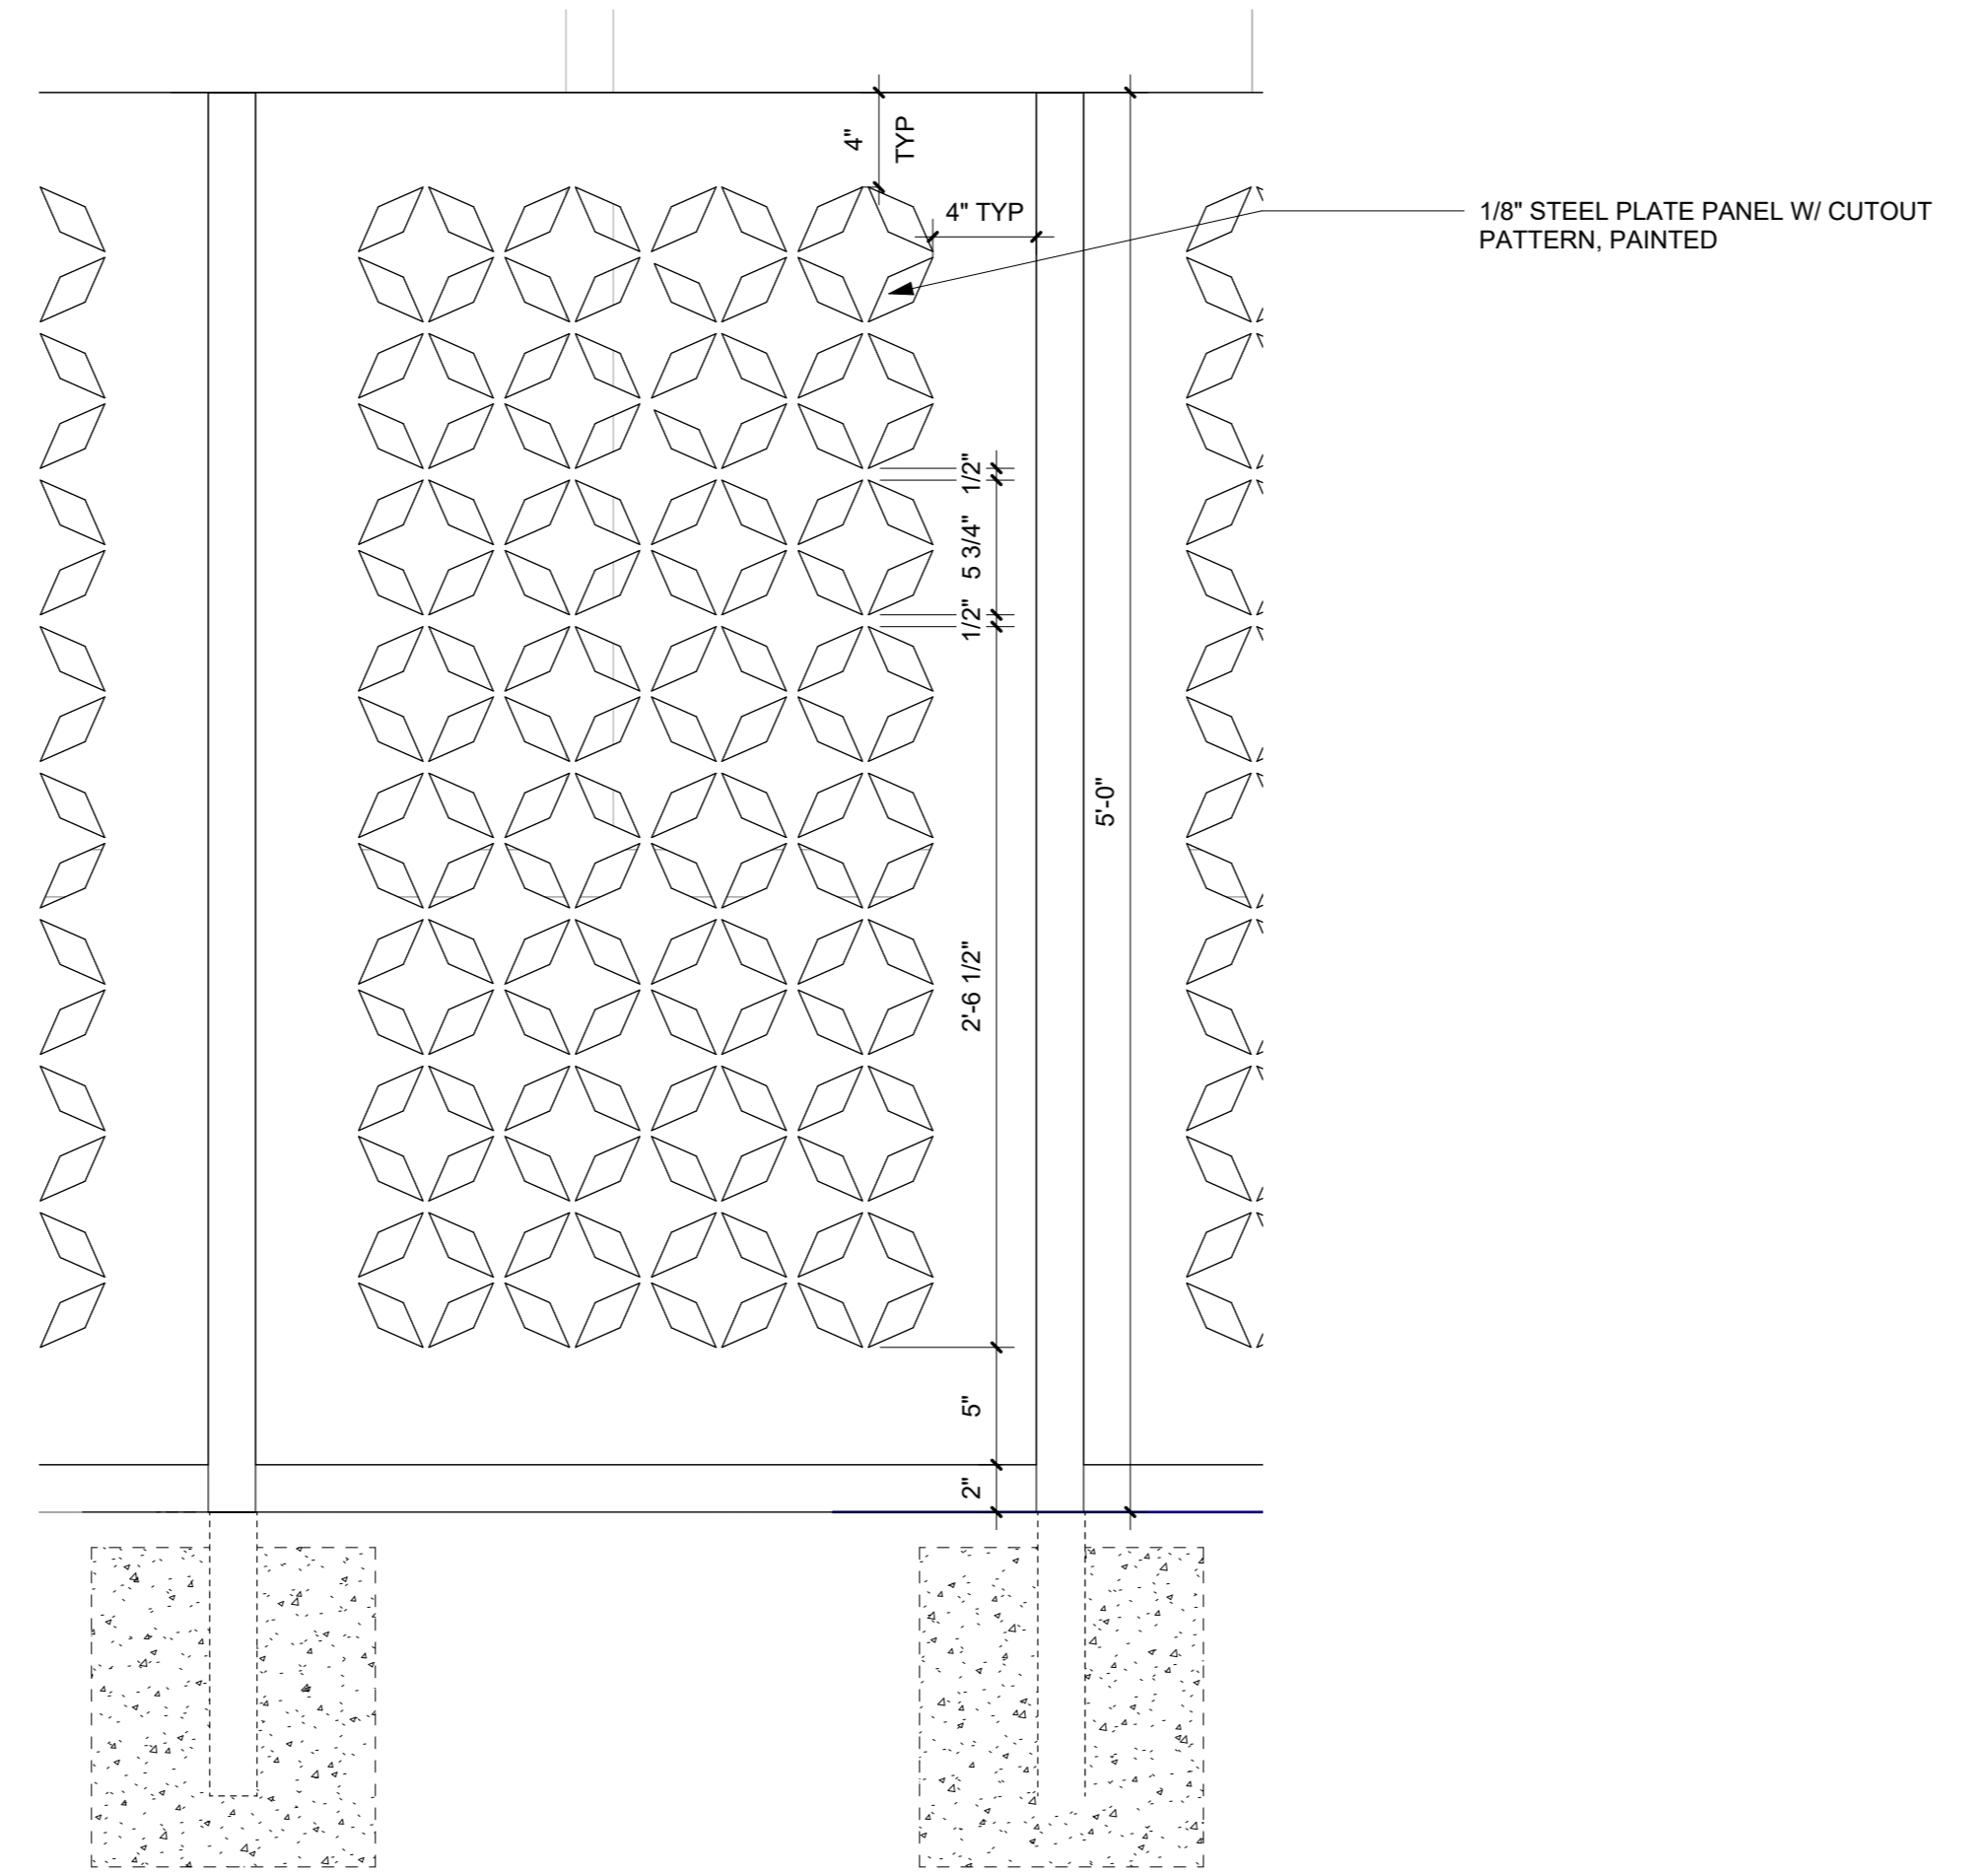 4"
TYP
4" TYP
1/8" STEEL PLATE PANEL W/ CUTOUT
PATTERN, PAINTED
1/2"
5 3/4"
1/2"
5'-0"
2'-6 1/2"
5"
2"